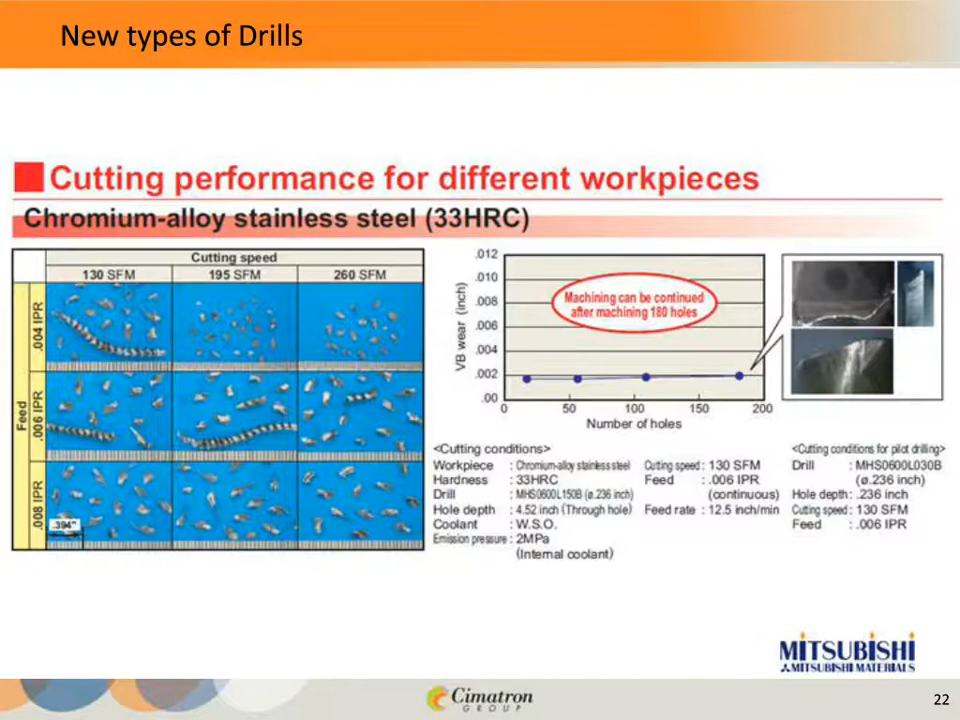 New types of Drills
Cutting performance for different workpieces
Chromium-alloy stainless steel (33HRC)
Cutting speed
130 SFM
195 SFM
260 SFM
Feed
.004 IPR
.006 IPR
.008 IPR
.394"
VB wear (inch)
.012
.010
.008
.006
.004
.002
.00
0
50
100
150
200
Number of holes
Machining can be continued
after machining 180 holes
<Cutting conditions>
Workpiece : Chromium-alloy stainless steel
Hardness : 33HRC
Drill : MHS0600L150B (ø.236 inch)
Hole depth : 4.52 inch (Through hole)
Coolant : W.S.O.
Emission pressure : 2MPa
(Internal coolant)
Cutting speed : 130 SFM
Feed : .006 IPR
(continuous)
Feed rate : 12.5 inch/min
<Cutting conditions for pilot drilling>
Drill : MHS0600L030B
(ø.236 inch)
Hole depth : .236 inch
Cutting speed : 130 SFM
Feed : .006 IPR
MITSUBISHI
MITSUBISHI MATERIALS
Cimatron
GROUP
22